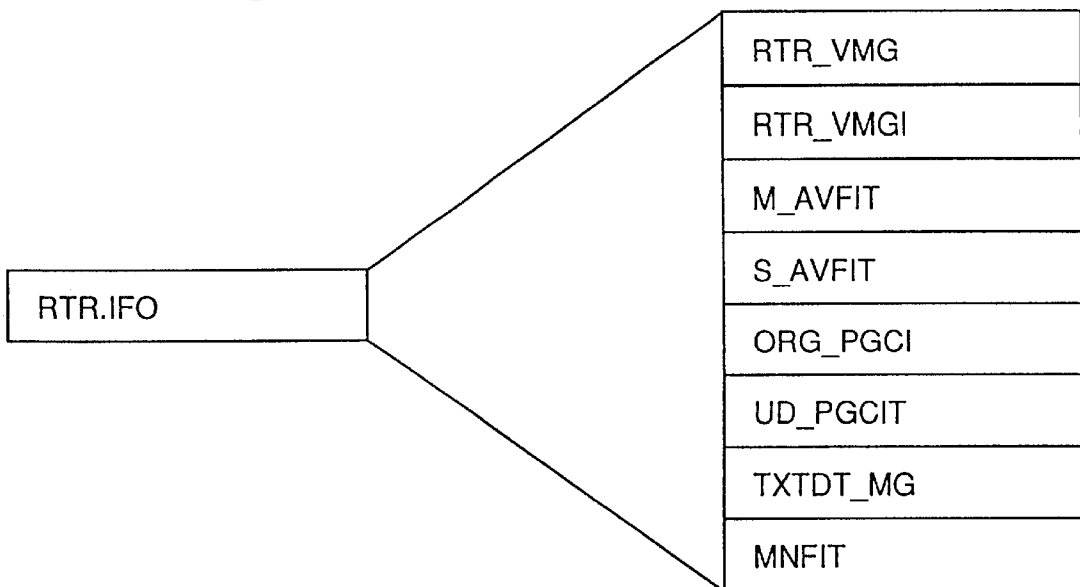 RTR.IFO
RTR_VMG
RTR_VMGI
M_AVFIT
S_AVFIT
ORG_PGCI
UD_PGCIT
TXTDT_MG
MNFIT